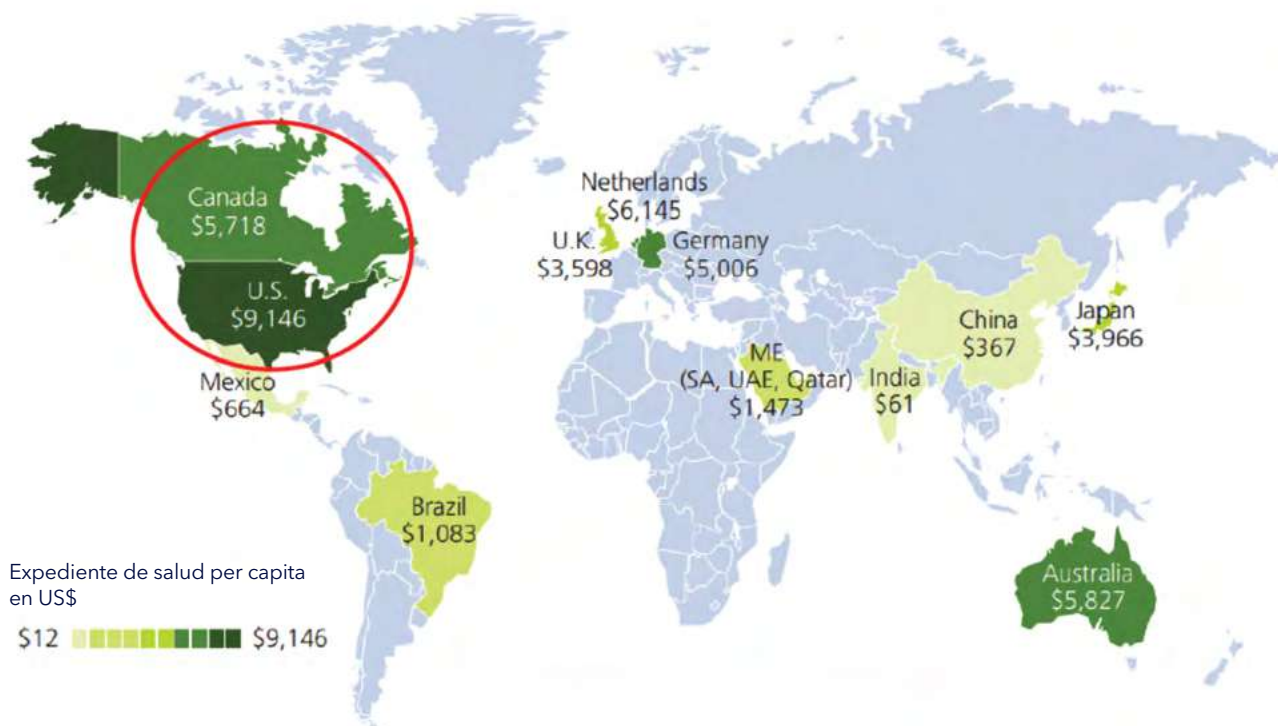 Canada
$5,718
U.S.
$9,146
Mexico
$664
Netherlands
$6,145
U.K.
$3,598
Germany
$5,006
ME
(SA, UAE, Qatar)
$1,473
India
$61
China
$367
Japan
$3,966
Brazil
$1,083
Australia
$5,827
Expediente de salud per capita
en US$
$12 $9,146